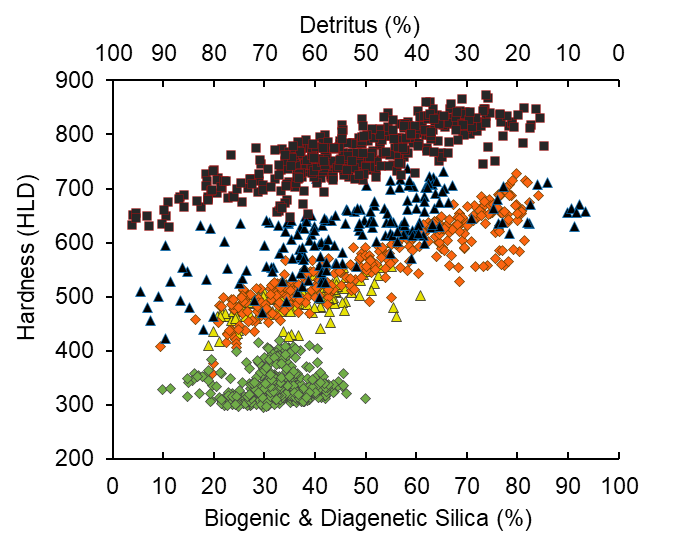 Detritus (%)
100 90 80 70 60 50 40 30 20 10 0
900
800
700
600
500
400
300
200
Hardness (HLD)
0 10 20 30 40 50 60 70 80 90 100
Biogenic & Diagenetic Silica (%)